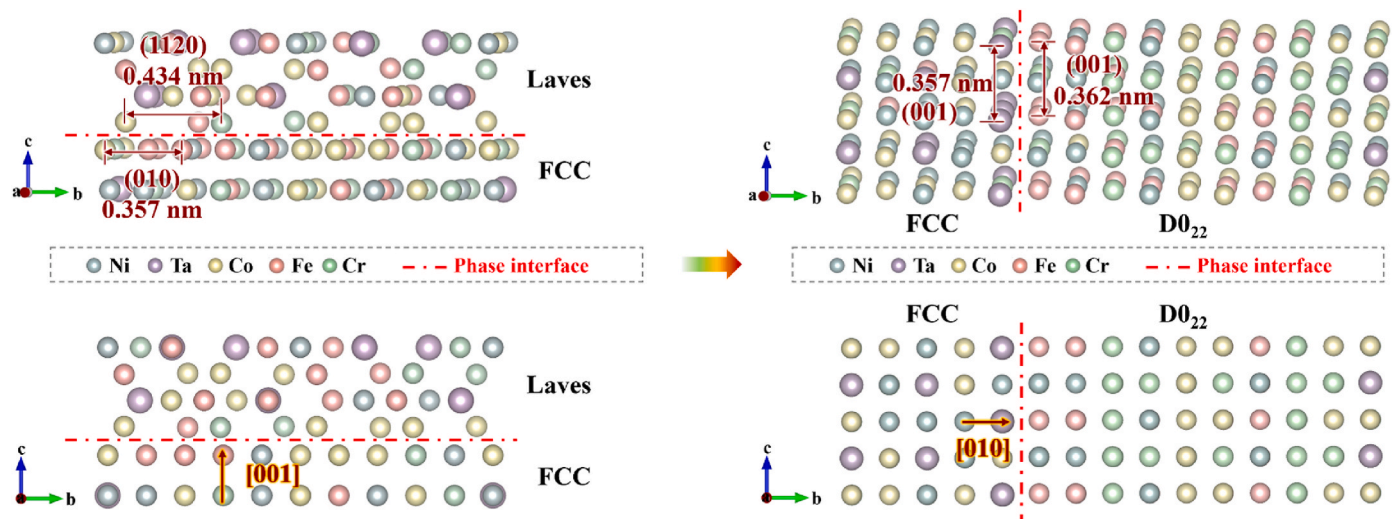 (1120)
0.434 nm
Laves
c
a
b
(010)
0.357 nm
FCC
0.357 nm
(001)
(001)
0.362 nm
c
a
b
FCC
D0₂₂
Ni Ta Co Fe Cr Phase interface
Ni Ta Co Fe Cr Phase interface
FCC
D0₂₂
Laves
c
a
b
[001]
FCC
[010]
c
a
b